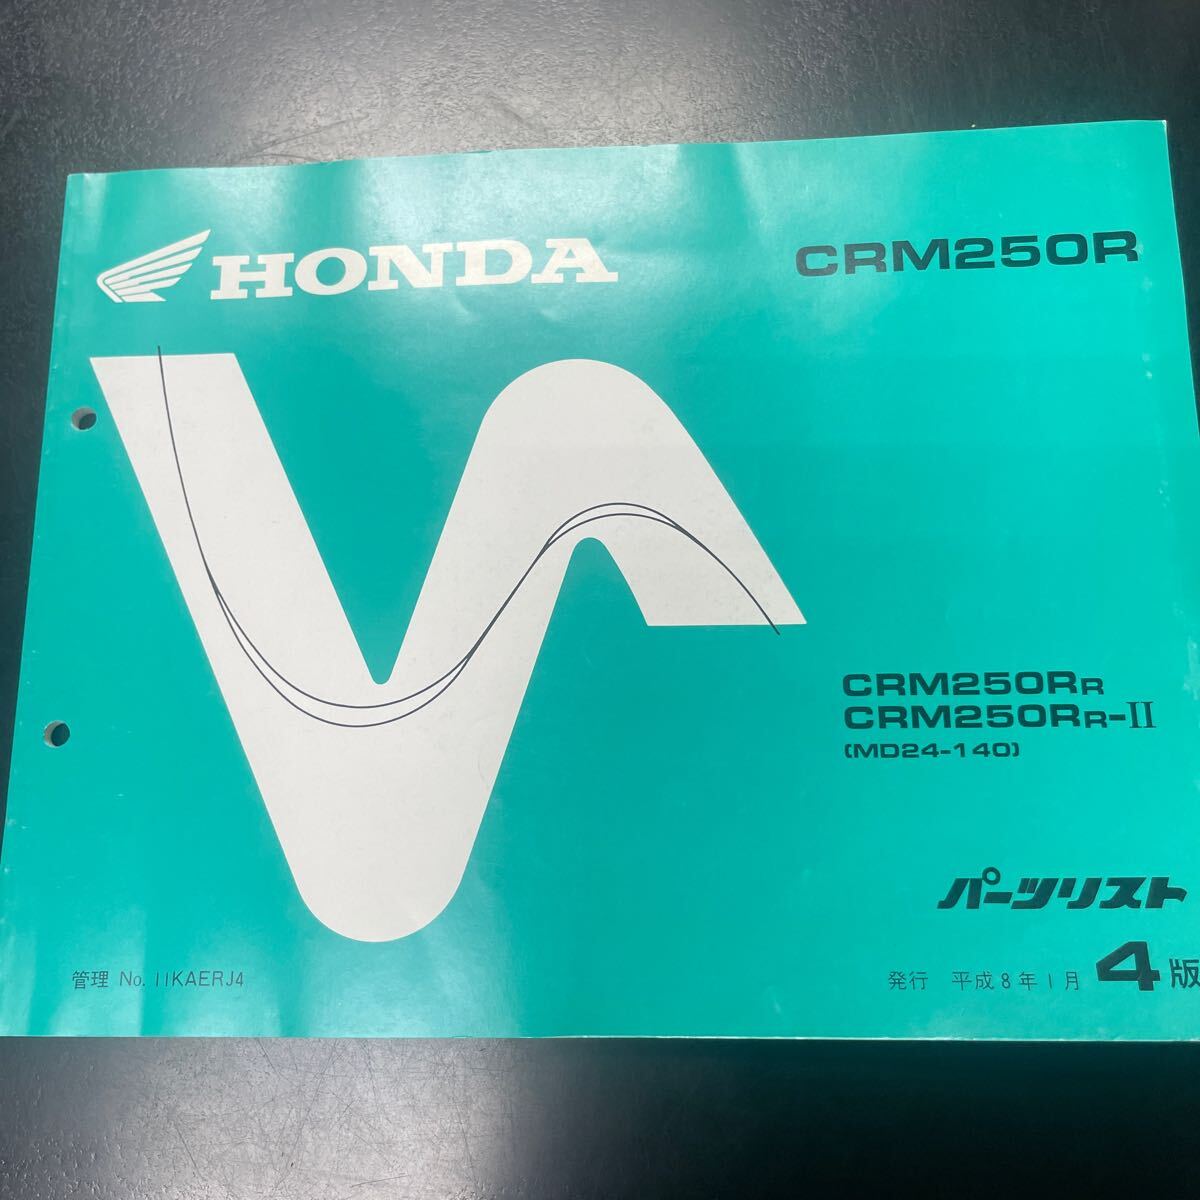 HONDA
CRM250R
CRM250RR
CRM250RR-II
(MD24-140)
パーツリスト
管理 No. 11KAERJ4
発行 平成8年1月 4版